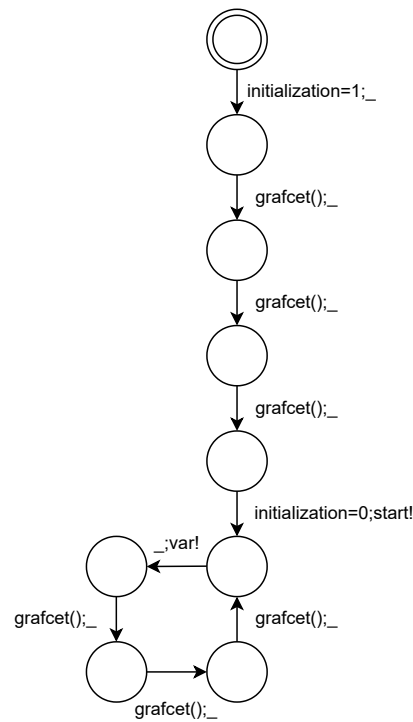 initialization=1;_
grafcet();_
grafcet();_
grafcet();_
initialization=0;start!
_;var!
grafcet();_
grafcet();_
grafcet();_